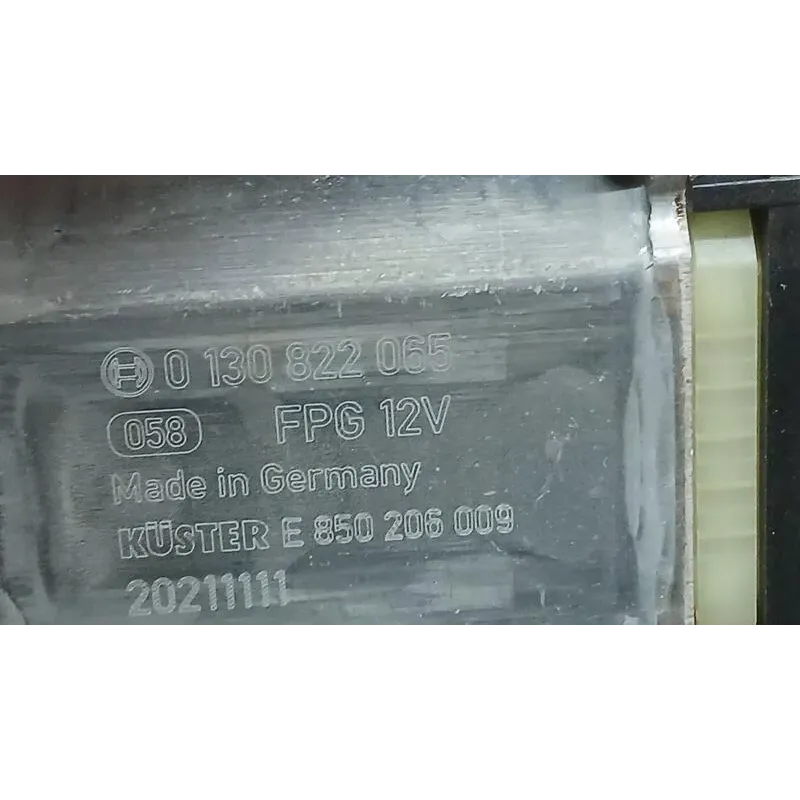 0 130 822 065
058 FPG 12V
Made in Germany
KÜSTER E 850 206 009
20211111